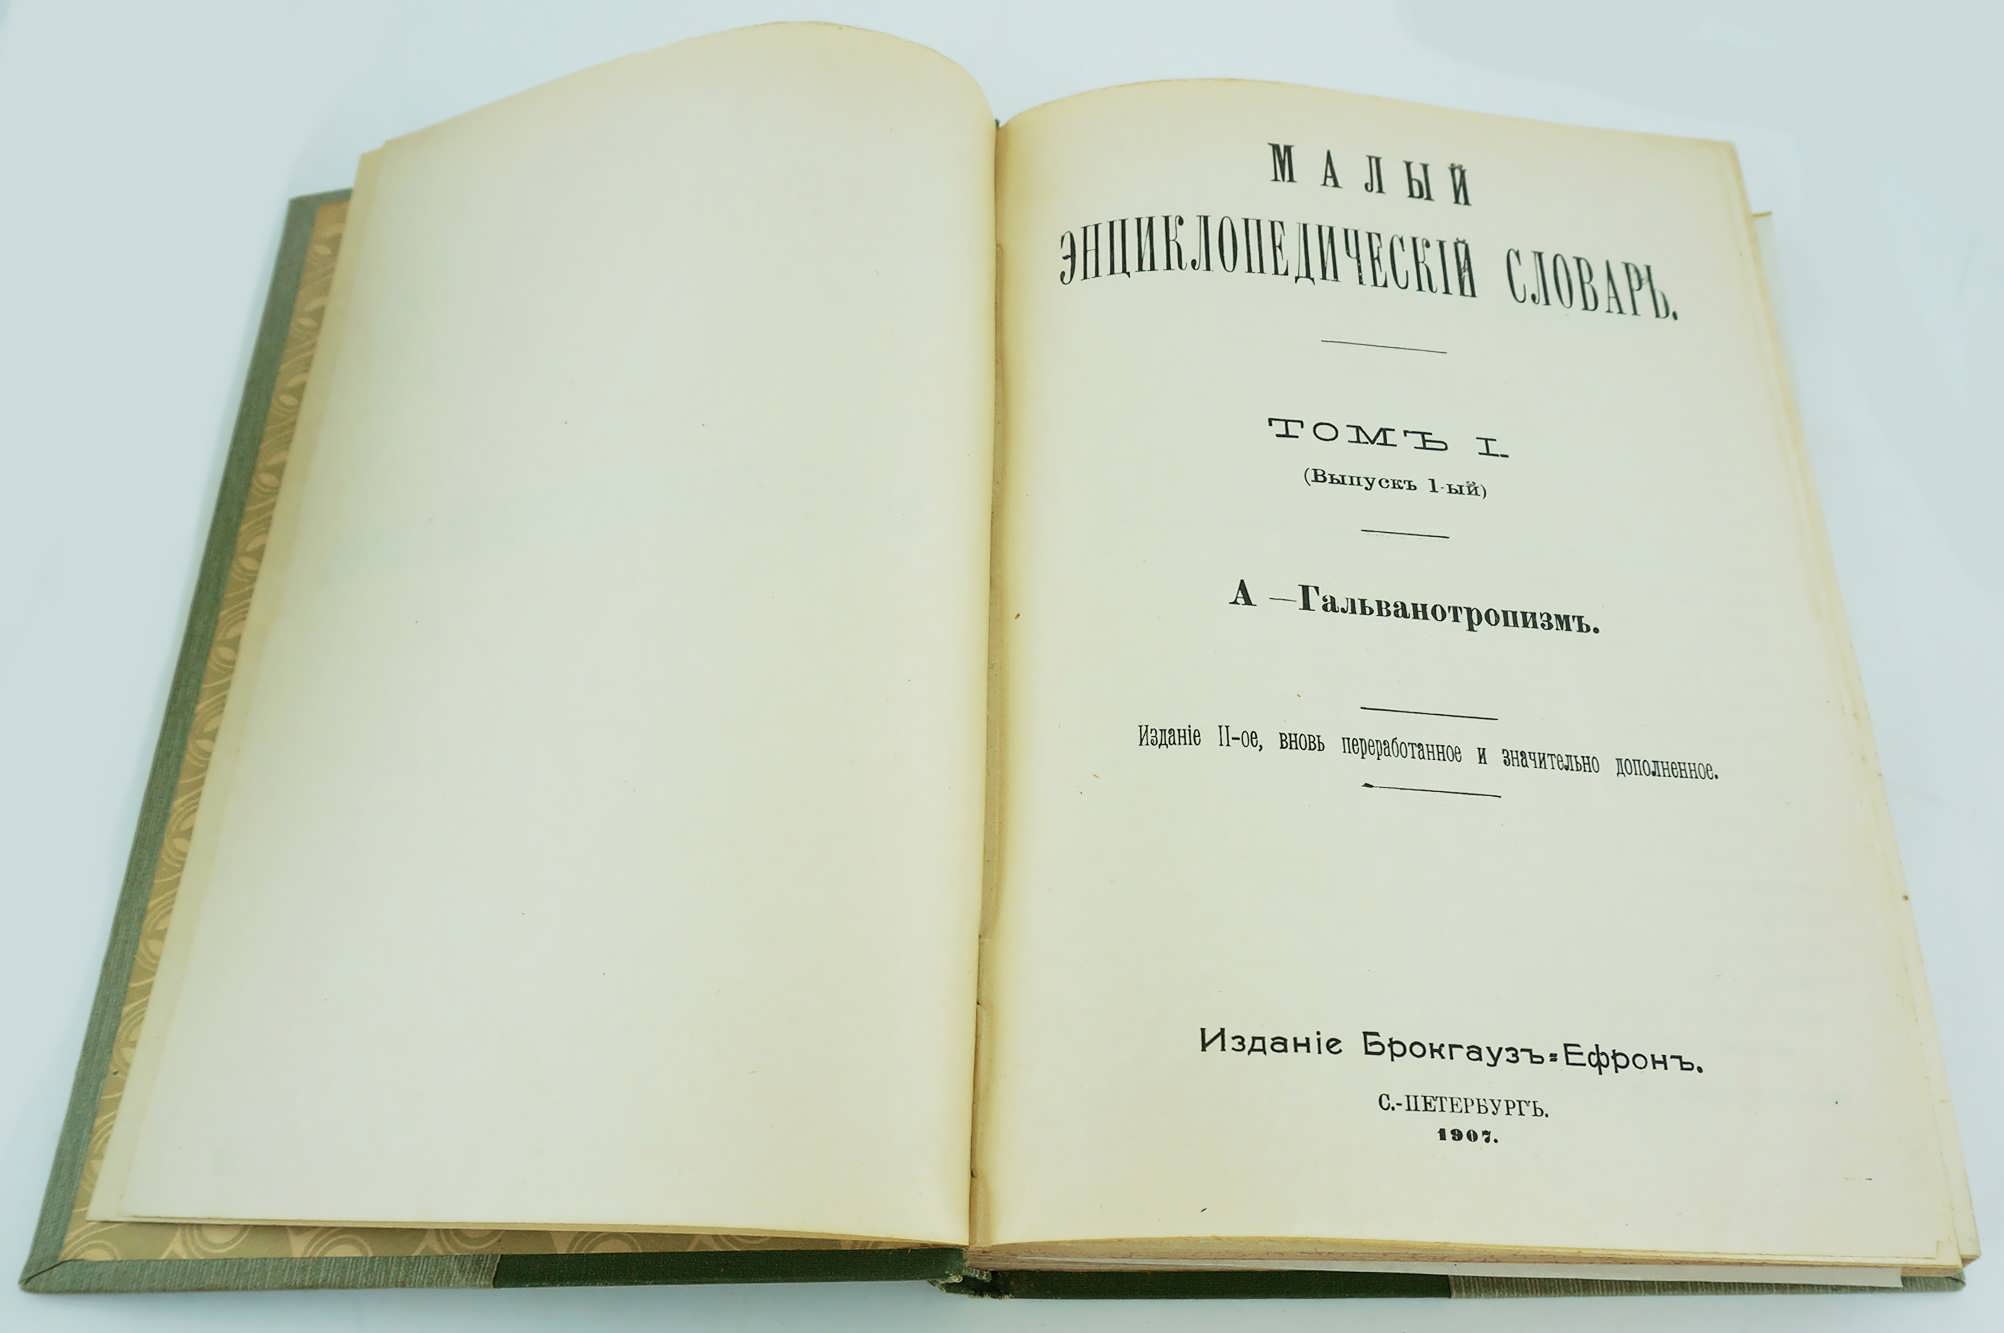 МАЛЫЙ
ЭНЦИКЛОПЕДИЧЕСКІЙ СЛОВАРЬ.
ТОМЪ I.
(Выпускъ 1-ый)
А —Гальванотропизмъ.
Изданіе II-ое, вновь переработанное и значительно дополненное.
Изданіе Брокгаузъ-Ефронъ.
С.-ПЕТЕРБУРГЪ.
1907.